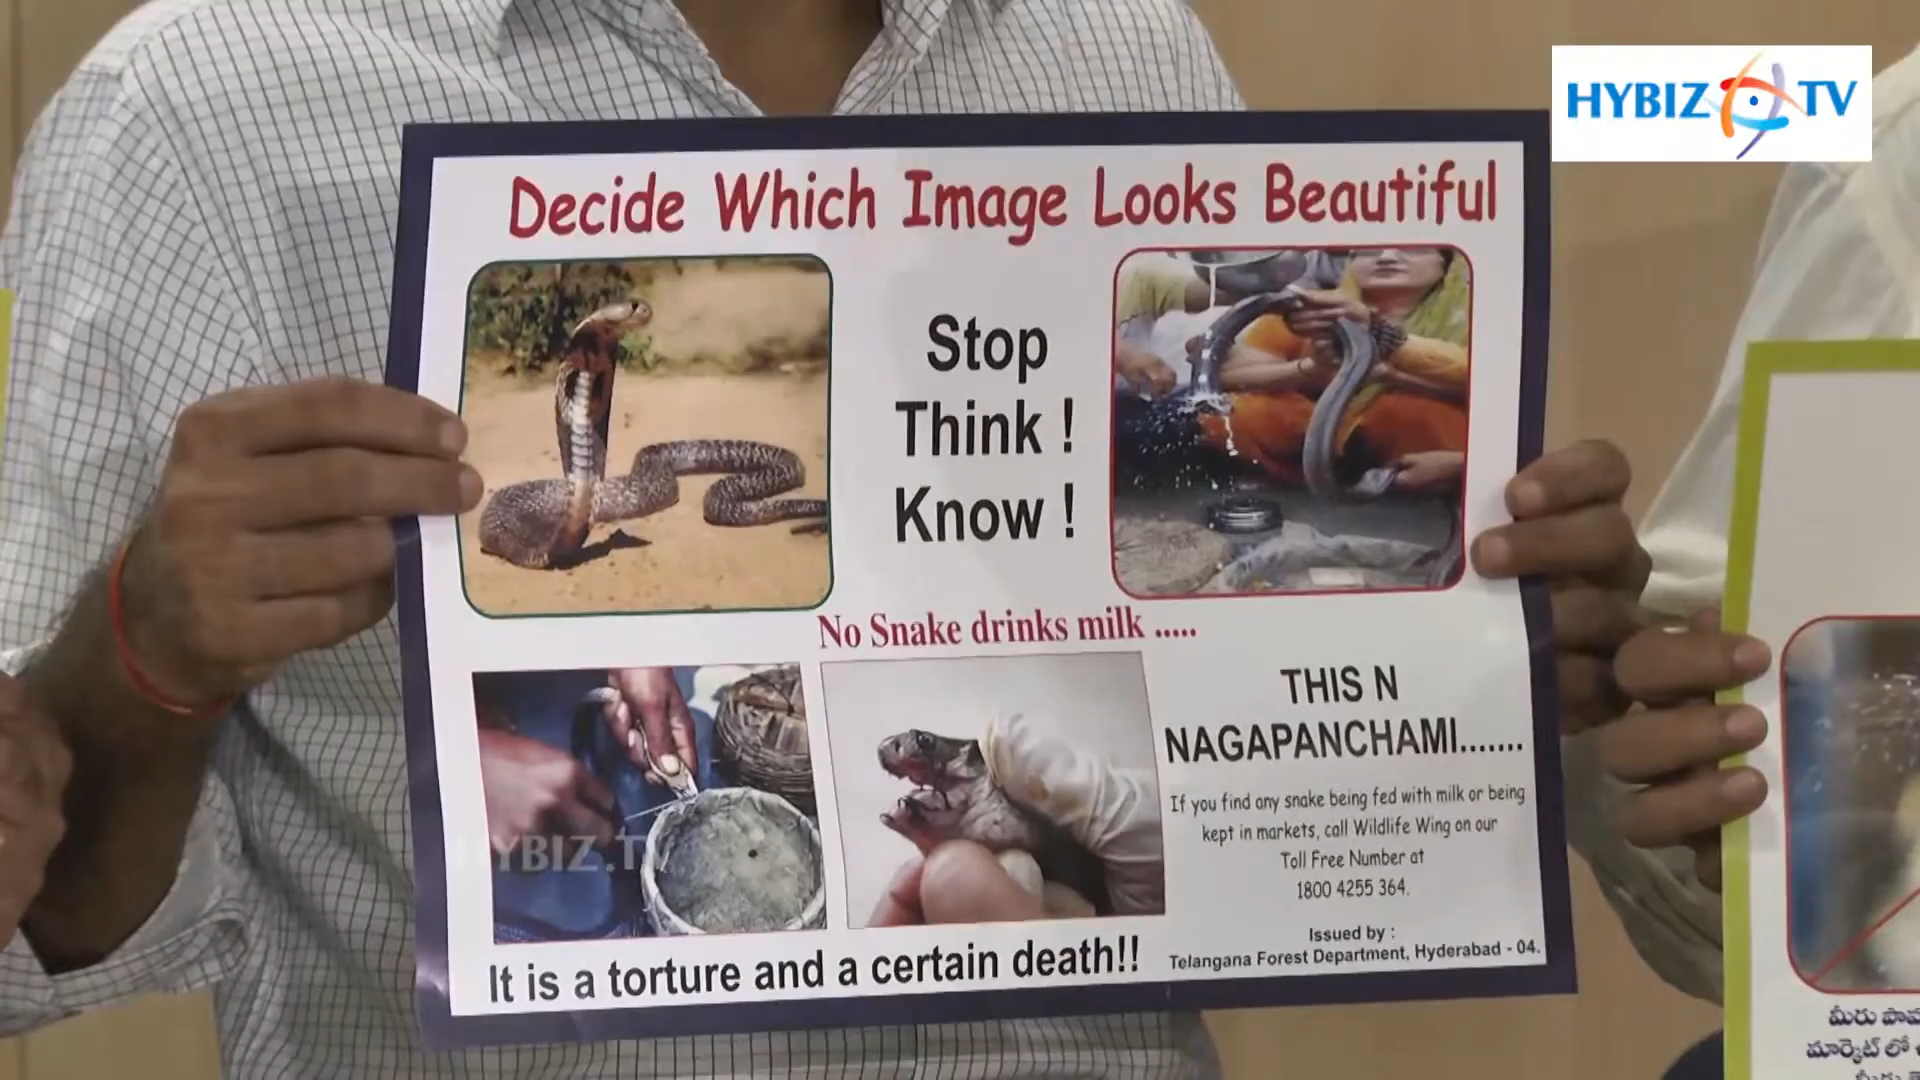 HYBIZ TV
Decide Which Image Looks Beautiful
Stop
Think !
Know !
No Snake drinks milk .....
THIS N
NAGAPANCHAMI.......
If you find any snake being fed with milk or being
kept in markets, call Wildlife Wing on our
Toll Free Number at
1800 4255 364.
HYBIZ.TV
It is a torture and a certain death!!
Issued by :
Telangana Forest Department, Hyderabad - 04.
మీరు
మార్కెట్ లో